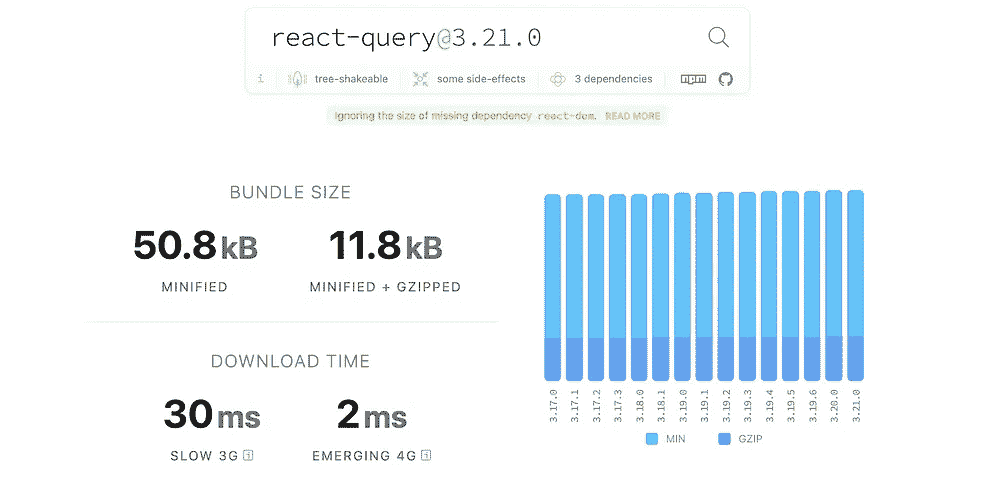 react-query@3.21.0
i tree-shakeable some side-effects 3 dependencies npm
Ignoring the size of missing dependency react-dom. READ MORE
BUNDLE SIZE
50.8 kB 11.8 kB
MINIFIED MINIFIED + GZIPPED
DOWNLOAD TIME
30 ms 2 ms
SLOW 3G i EMERGING 4G i
3.17.0
3.17.1
3.17.2
3.17.3
3.18.0
3.18.1
3.19.0
3.19.1
3.19.2
3.19.3
3.19.4
3.19.5
3.19.6
3.20.0
3.21.0
MIN GZIP